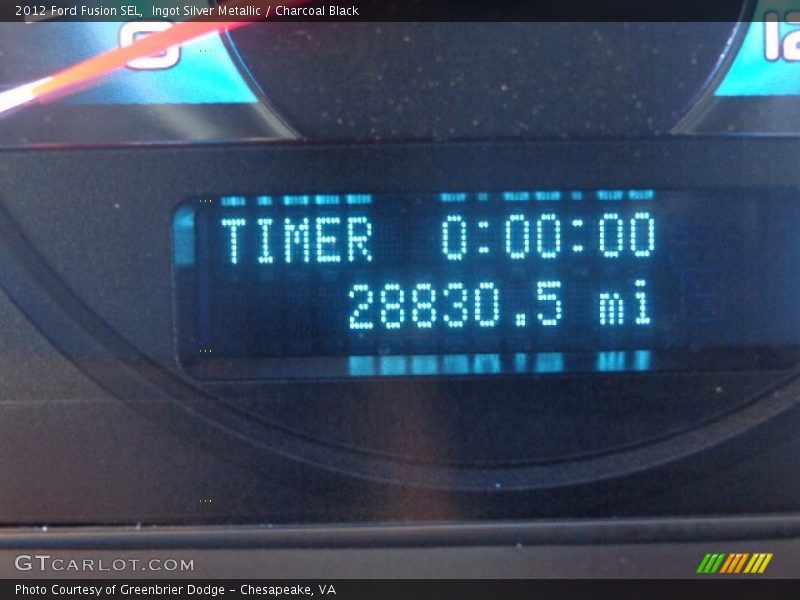 2012 Ford Fusion SEL,  Ingot Silver Metallic / Charcoal Black
TIMER 0:00:00
28830.5 mi
GTCARLOT.COM
Photo Courtesy of Greenbrier Dodge - Chesapeake, VA